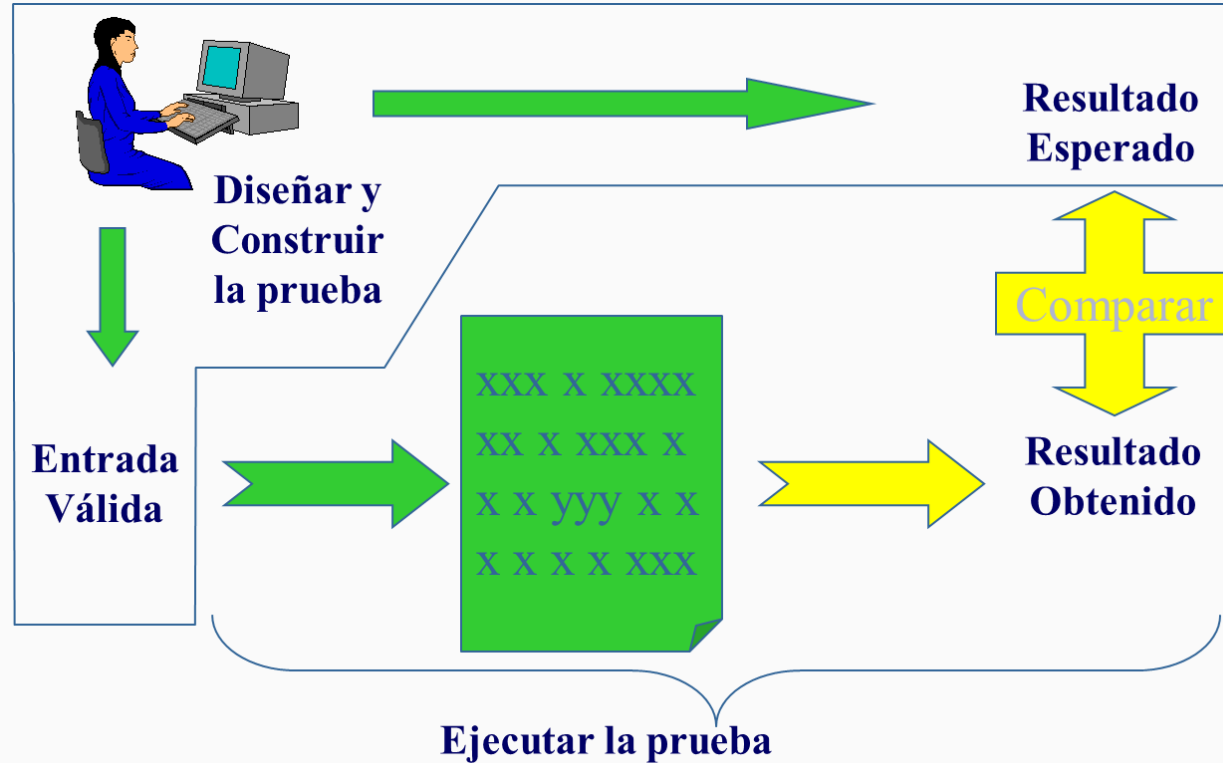 Resultado
Esperado
Diseñar y
Construir
la prueba
Comparar
xxx x xxxx
xx x xxx x
x x yyy x x
x x x x xxx
Entrada
Válida
Resultado
Obtenido
Ejecutar la prueba